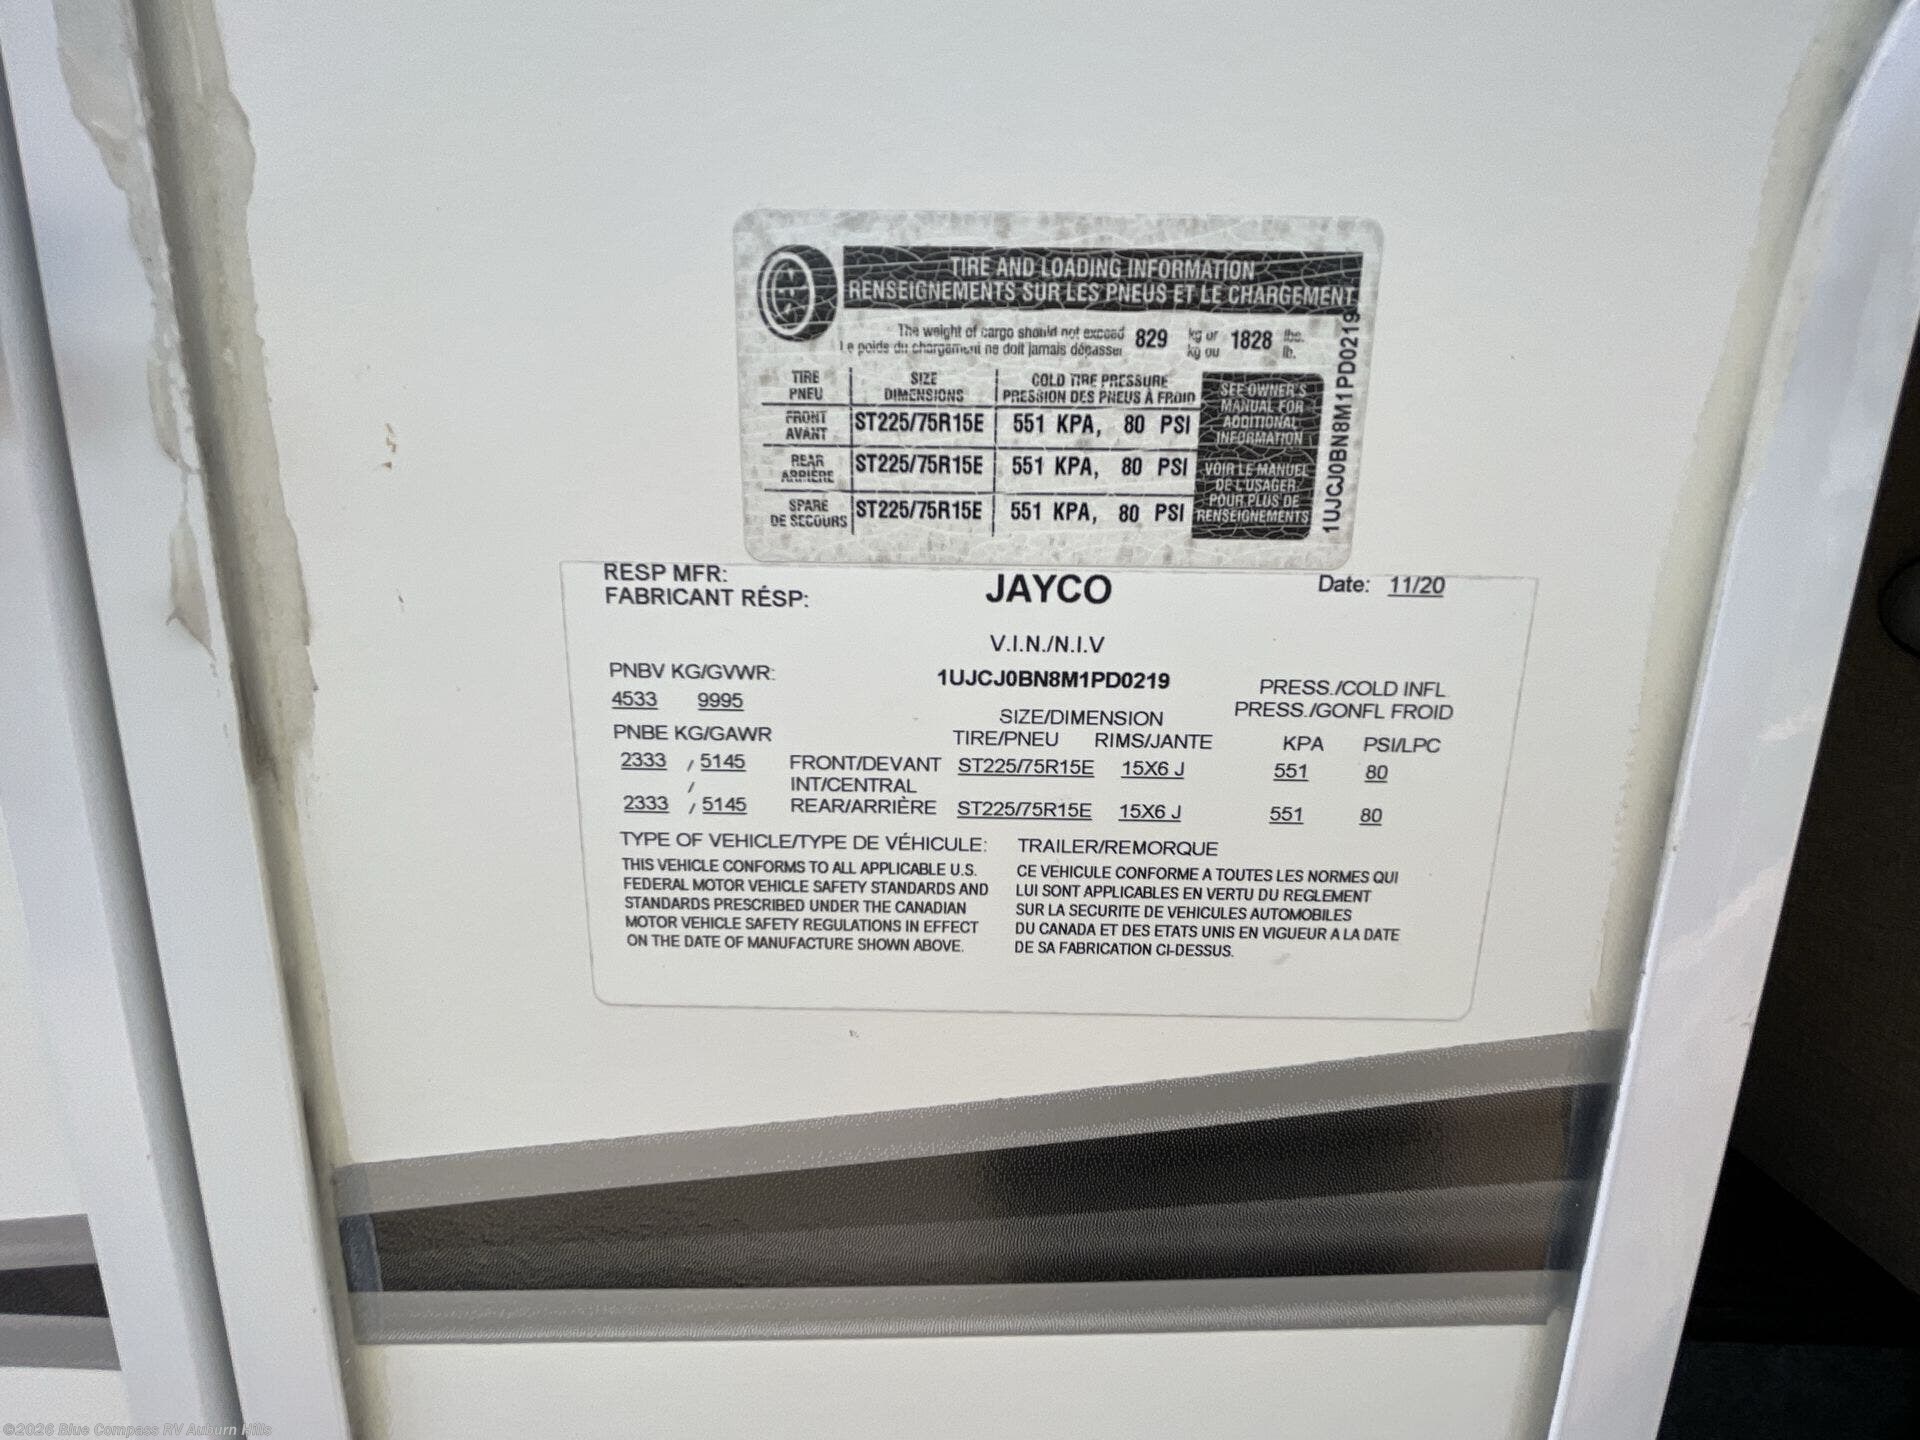 TIRE AND LOADING INFORMATION
RENSEIGNEMENTS SUR LES PNEUS ET LE CHARGEMENT
The weight of cargo should not exceed 829 kg or 1828 lbs.
Le poids du chargement ne doit jamais dépasser kg ou lb.
TIRE SIZE COLD TIRE PRESSURE
PNEU DIMENSIONS PRESSION DES PNEUS À FROID
FRONT
AVANT ST225/75R15E 551 KPA, 80 PSI
REAR
ARRIÈRE ST225/75R15E 551 KPA, 80 PSI
SPARE
DE SECOURS ST225/75R15E 551 KPA, 80 PSI
SEE OWNER'S
MANUAL FOR
ADDITIONAL
INFORMATION
VOIR LE MANUEL
DE L'USAGER
POUR PLUS DE
RENSEIGNEMENTS
1UJCJ0BN8M1PD0219
RESP MFR: JAYCO Date: 11/20
FABRICANT RÉSP:
V.I.N./N.I.V
PNBV KG/GVWR: 1UJCJ0BN8M1PD0219 PRESS./COLD INFL
4533 9995 SIZE/DIMENSION PRESS./GONFL FROID
PNBE KG/GAWR TIRE/PNEU RIMS/JANTE KPA PSI/LPC
2333 / 5145 FRONT/DEVANT ST225/75R15E 15X6 J 551 80
/ INT/CENTRAL
2333 / 5145 REAR/ARRIÈRE ST225/75R15E 15X6 J 551 80
TYPE OF VEHICLE/TYPE DE VÉHICULE: TRAILER/REMORQUE
THIS VEHICLE CONFORMS TO ALL APPLICABLE U.S.
FEDERAL MOTOR VEHICLE SAFETY STANDARDS AND
STANDARDS PRESCRIBED UNDER THE CANADIAN
MOTOR VEHICLE SAFETY REGULATIONS IN EFFECT
ON THE DATE OF MANUFACTURE SHOWN ABOVE.
CE VEHICULE CONFORME A TOUTES LES NORMES QUI
LUI SONT APPLICABLES EN VERTU DU REGLEMENT
SUR LA SECURITE DE VEHICULES AUTOMOBILES
DU CANADA ET DES ETATS UNIS EN VIGUEUR A LA DATE
DE SA FABRICATION CI-DESSUS.
©2026 Blue Compass RV Auburn Hills